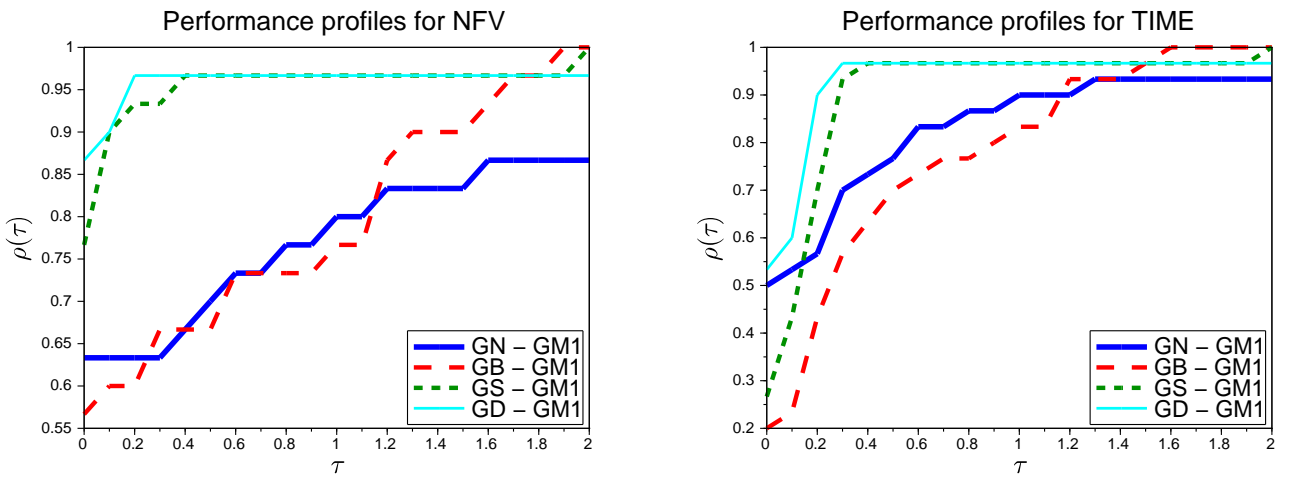 Performance profiles for NFV
1
0.95
0.9
0.85
0.8
0.75
0.7
0.65
0.6
0.55
ρ(τ)
0 0.2 0.4 0.6 0.8 1 1.2 1.4 1.6 1.8 2
τ
GN – GM1
GB – GM1
GS – GM1
GD – GM1
Performance profiles for TIME
1
0.9
0.8
0.7
0.6
0.5
0.4
0.3
0.2
ρ(τ)
0 0.2 0.4 0.6 0.8 1 1.2 1.4 1.6 1.8 2
τ
GN – GM1
GB – GM1
GS – GM1
GD – GM1